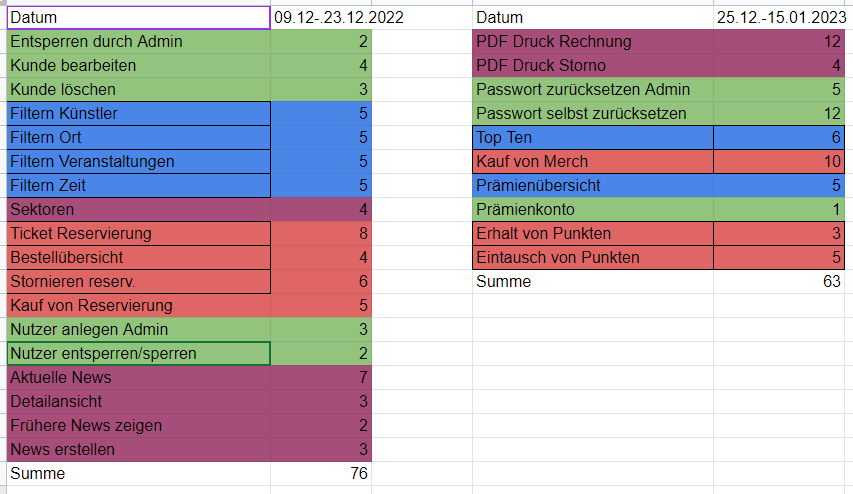 Datum 09.12-.23.12.2022
Entsperren durch Admin 2
Kunde bearbeiten 4
Kunde löschen 3
Filtern Künstler 5
Filtern Ort 5
Filtern Veranstaltungen 5
Filtern Zeit 5
Sektoren 4
Ticket Reservierung 8
Bestellübersicht 4
Stornieren reserv. 6
Kauf von Reservierung 5
Nutzer anlegen Admin 3
Nutzer entsperren/sperren 2
Aktuelle News 7
Detailansicht 3
Frühere News zeigen 2
News erstellen 3
Summe 76
Datum 25.12.-15.01.2023
PDF Druck Rechnung 12
PDF Druck Storno 4
Passwort zurücksetzen Admin 5
Passwort selbst zurücksetzen 12
Top Ten 6
Kauf von Merch 10
Prämienübersicht 5
Prämienkonto 1
Erhalt von Punkten 3
Eintausch von Punkten 5
Summe 63